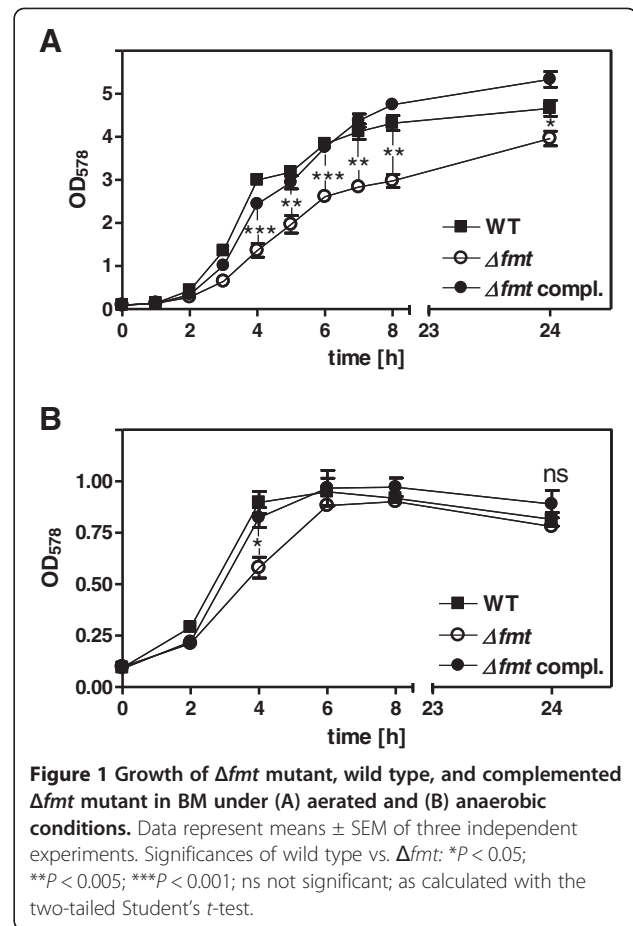 A
OD578
5
4
3
2
1
0
*** ** *** ** ** *
WT
Δfmt
Δfmt compl.
0 2 4 6 8 23 24
time [h]
B
OD578
1.00
0.75
0.50
0.25
0.00
ns
*
WT
Δfmt
Δfmt compl.
0 2 4 6 8 23 24
time [h]
Figure 1 Growth of Δfmt mutant, wild type, and complemented
Δfmt mutant in BM under (A) aerated and (B) anaerobic
conditions. Data represent means ± SEM of three independent
experiments. Significances of wild type vs. Δfmt: *P < 0.05;
**P < 0.005; ***P < 0.001; ns not significant; as calculated with the
two-tailed Student's t-test.